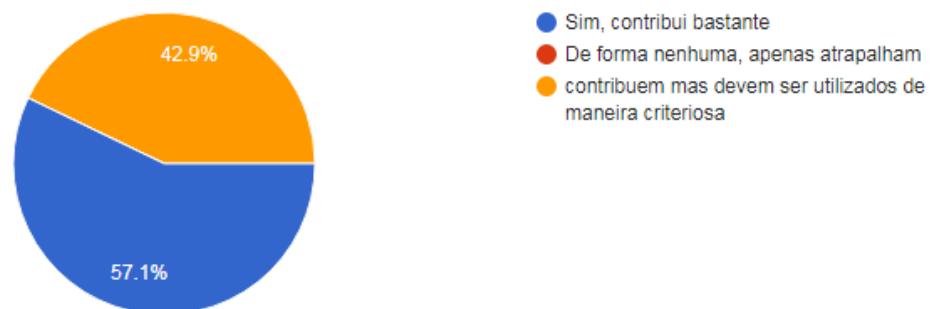 42.9%
57.1%
Sim, contribui bastante
De forma nenhuma, apenas atrapalham
contribuem mas devem ser utilizados de
maneira criteriosa